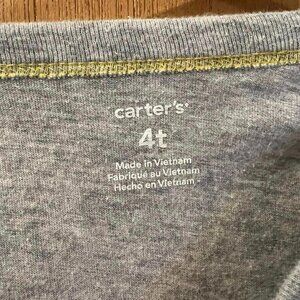 carter's
4t
Made in Vietnam
Fabriqué au Vietnam
Hecho en Vietnam